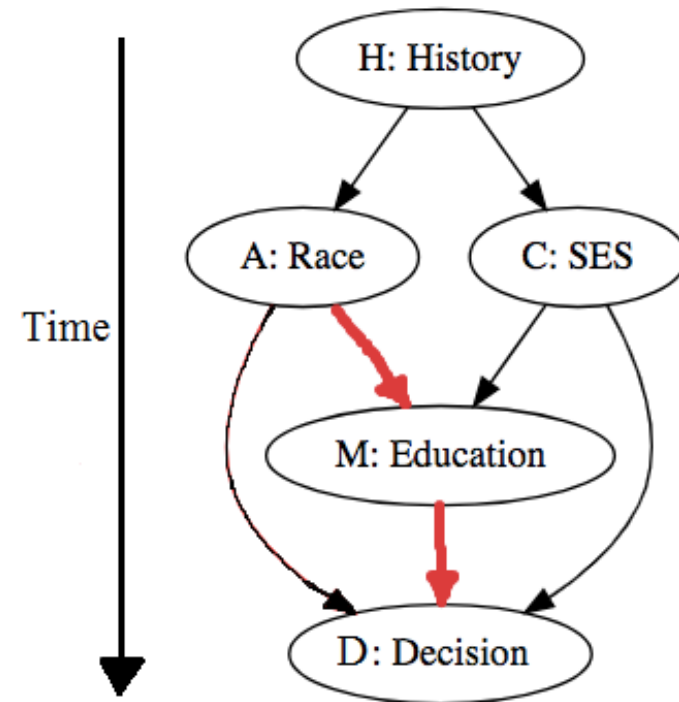 H: History
A: Race
C: SES
Time
M: Education
D: Decision